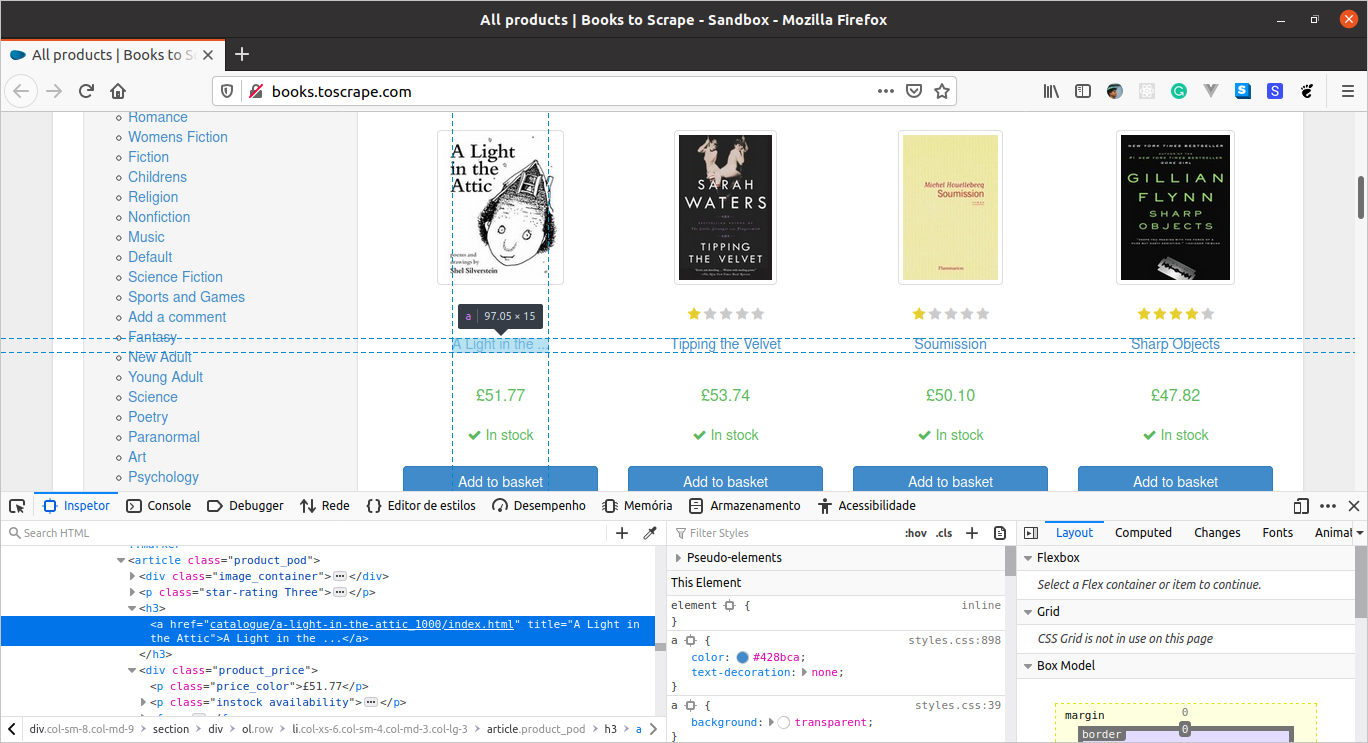 All products | Books to Scrape - Sandbox - Mozilla Firefox
All products | Books to S
books.toscrape.com
Romance
Womens Fiction
Fiction
Childrens
Religion
Nonfiction
Music
Default
Science Fiction
Sports and Games
Add a comment
Fantasy
New Adult
Young Adult
Science
Poetry
Paranormal
Art
Psychology
A Light
in the
Attic
poems and
drawings by
Shel Silverstein
SARAH
WATERS
TIPPING
THE VELVET
Michel Houellebecq
Soumission
Flammarion
NEW YORK TIMES BESTSELLER
GONE GIRL
GILLIAN
FLYNN
SHARP
OBJECTS
a 97.05 × 15
A Light in the ...
Tipping the Velvet
Soumission
Sharp Objects
£51.77
£53.74
£50.10
£47.82
In stock
In stock
In stock
In stock
Add to basket
Add to basket
Add to basket
Add to basket
Inspetor Console Debugger Rede Editor de estilos Desempenho Memória Armazenamento Acessibilidade
Search HTML
<article class="product_pod">
<div class="image_container"></div>
<p class="star-rating Three"></p>
<h3>
<a href="catalogue/a-light-in-the-attic_1000/index.html" title="A Light in
the Attic">A Light in the ...</a>
</h3>
<div class="product_price">
<p class="price_color">£51.77</p>
<p class="instock availability"></p>
div.col-sm-8.col-md-9 section div ol.row li.col-xs-6.col-sm-4.col-md-3.col-lg-3 article.product_pod h3 a
Filter Styles :hov .cls
Pseudo-elements
This Element
element { inline
}
a { styles.css:898
color: #428bca;
text-decoration: none;
}
a { styles.css:39
background: transparent;
}
Layout Computed Changes Fonts Animat
Flexbox
Select a Flex container or item to continue.
Grid
CSS Grid is not in use on this page
Box Model
margin 0
border 0